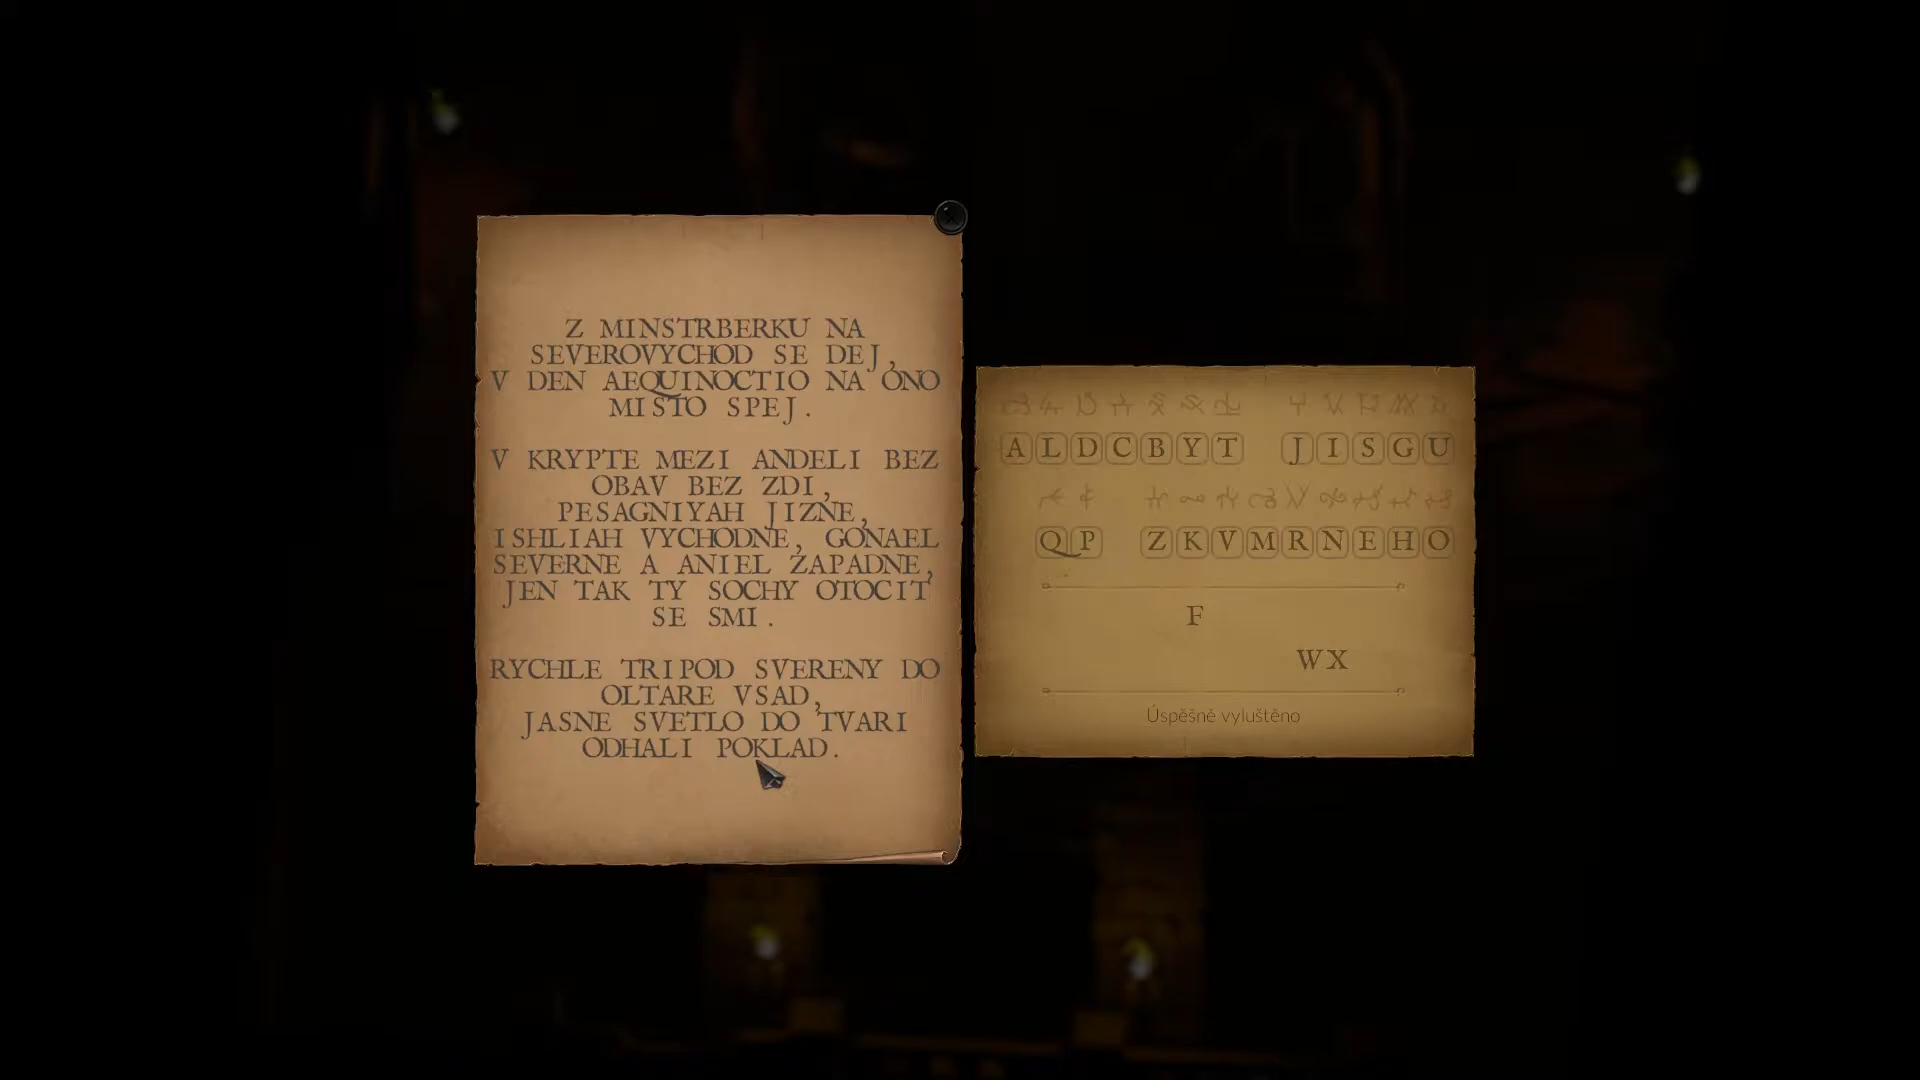 Z MINSTRBERKU NA
SEVEROVYCHOD SE DEJ,
V DEN AEQUINOCTIO NA ONO
MISTO SPEJ.
V KRYPTE MEZI ANDELI BEZ
OBAV BEZ ZDI,
PESAGNIYAH JIZNE,
ISHLIAH VYCHODNE, GONAEL
SEVERNE A ANIEL ZAPADNE,
JEN TAK TY SOCHY OTOCIT
SE SMI.
RYCHLE TRIPOD SVERENY DO
OLTARE VSAD,
JASNE SVETLO DO TVARI
ODHALI POKLAD.
A L D C B Y T J I S G U
Q P Z K V M R N E H O
F
W X
Úspěšně vyluštěno